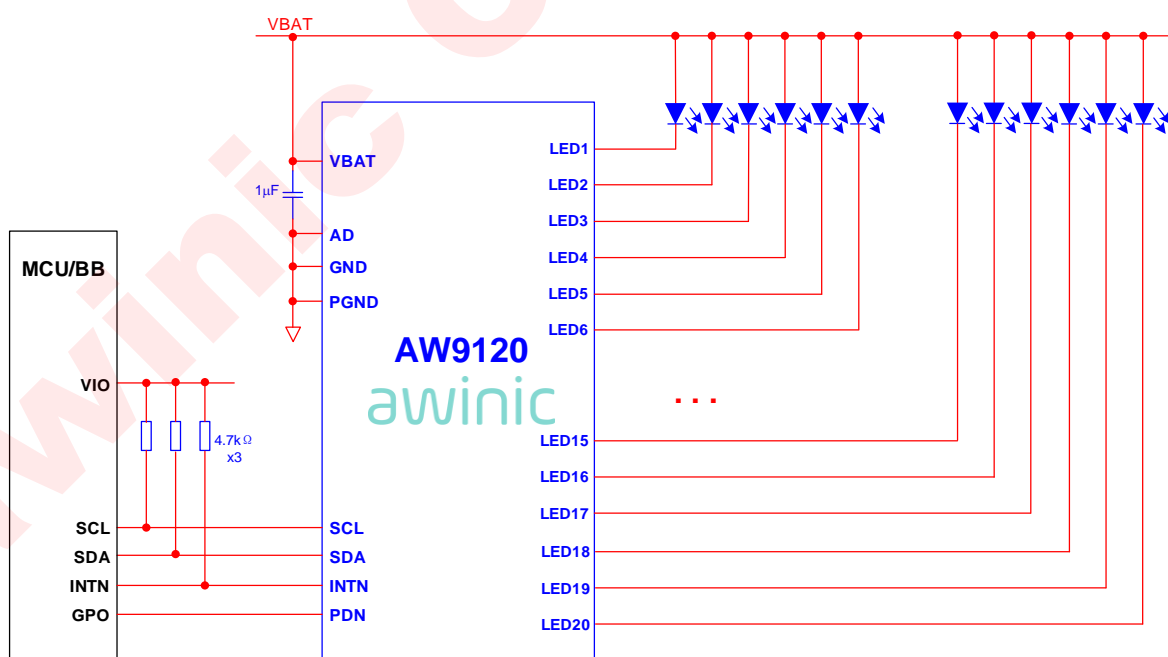 VBAT
VBAT
1μF
AD
GND
PGND
MCU/BB
AW9120
awinic
VIO
4.7kΩ
x3
SCL
SDA
INTN
GPO
SCL
SDA
INTN
PDN
LED1
LED2
LED3
LED4
LED5
LED6
...
LED15
LED16
LED17
LED18
LED19
LED20
awinic